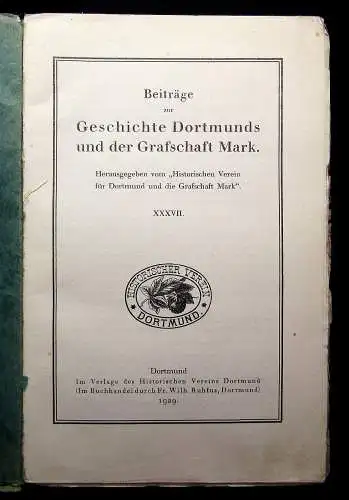 Beiträge
zur
Geschichte Dortmunds
und der Grafschaft Mark.
Herausgegeben vom „Historischen Verein
für Dortmund und die Grafschaft Mark“.
XXXVII.
HISTORISCHER VEREIN
DORTMUND.
Dortmund
Im Verlage des Historischen Vereins Dortmund
(Im Buchhandel durch Fr. Wilh. Ruhfus, Dortmund)
1929.